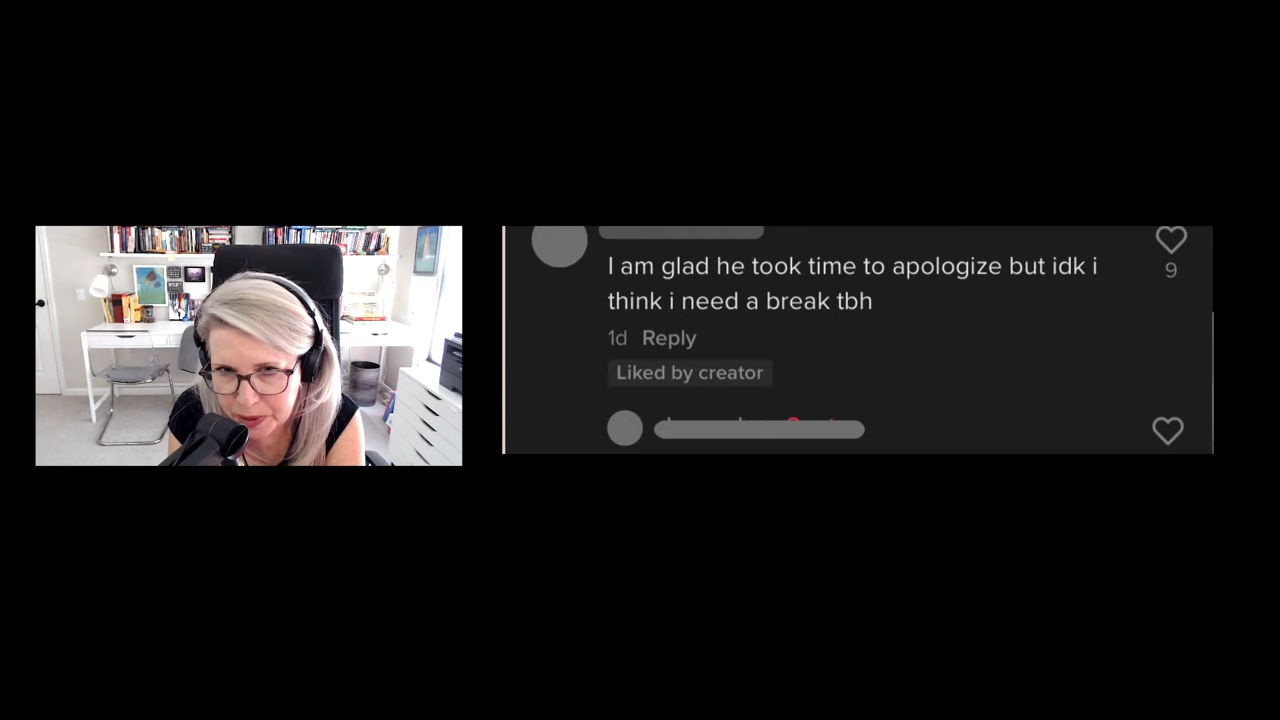 I am glad he took time to apologize but idk i
think i need a break tbh
9
1d Reply
Liked by creator